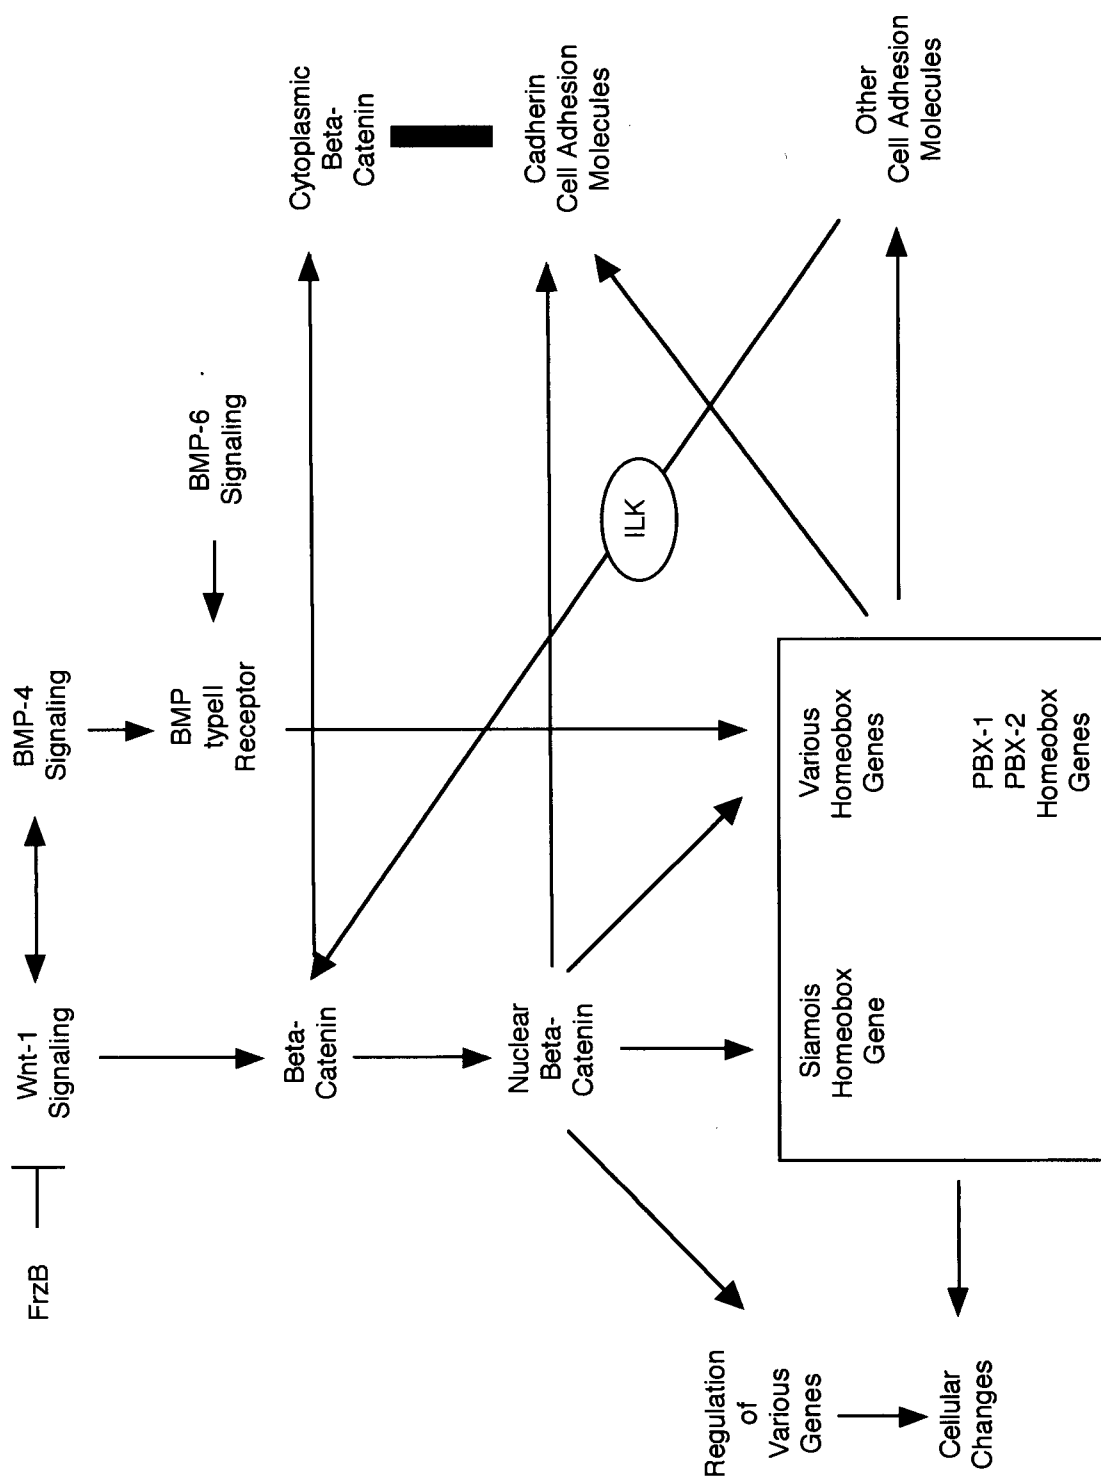 FrzB
Wnt-1
Signaling
BMP-4
Signaling
BMP
typeII
Receptor
BMP-6
Signaling
Beta-
Catenin
Cytoplasmic
Beta-
Catenin
Nuclear
Beta-
Catenin
Cadherin
Cell Adhesion
Molecules
ILK
Regulation
of
Various
Genes
Siamois
Homeobox
Gene
Various
Homeobox
Genes
Other
Cell Adhesion
Molecules
Cellular
Changes
PBX-1
PBX-2
Homeobox
Genes